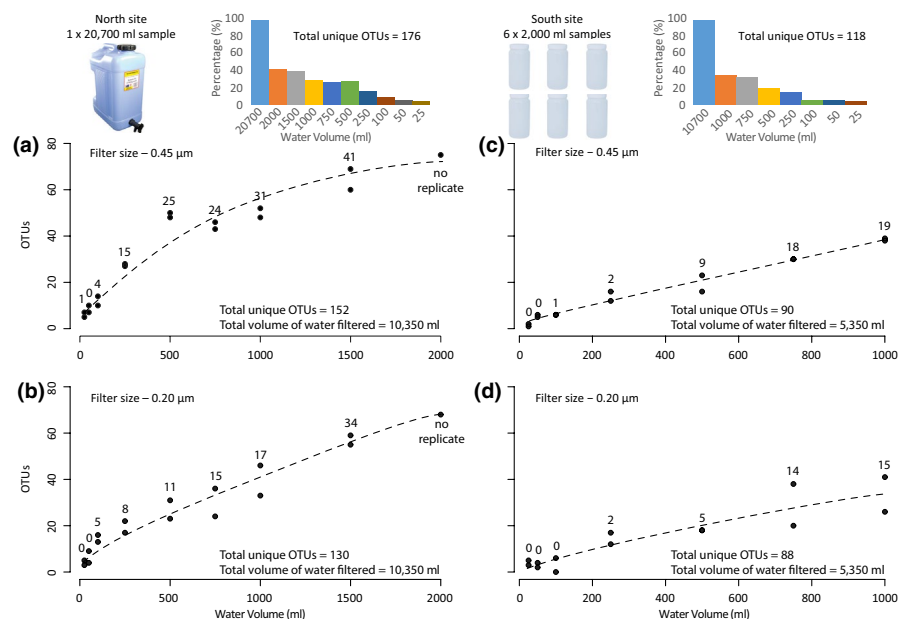 North site
1 x 20,700 ml sample
Percentage (%)
100
80
60
40
20
0
Total unique OTUs = 176
20700
2000
1500
1000
750
500
250
100
50
25
Water Volume (ml)
South site
6 x 2,000 ml samples
Percentage (%)
100
80
60
40
20
0
Total unique OTUs = 118
10700
1000
750
500
250
100
50
25
Water Volume (ml)
(a)
Filter size – 0.45 µm
OTUs
80
60
40
20
0
1 0 4 15 25 24 31 41
no
replicate
Total unique OTUs = 152
Total volume of water filtered = 10,350 ml
0 500 1000 1500 2000
(c)
Filter size – 0.45 µm
0 0 1 2 9 18 19
Total unique OTUs = 90
Total volume of water filtered = 5,350 ml
0 200 400 600 800 1000
(b)
Filter size – 0.20 µm
OTUs
80
60
40
20
0
0 0 5 8 11 15 17 34
no
replicate
Total unique OTUs = 130
Total volume of water filtered = 10,350 ml
0 500 1000 1500 2000
Water Volume (ml)
(d)
Filter size – 0.20 µm
0 0 0 2 5 14 15
Total unique OTUs = 88
Total volume of water filtered = 5,350 ml
0 200 400 600 800 1000
Water Volume (ml)